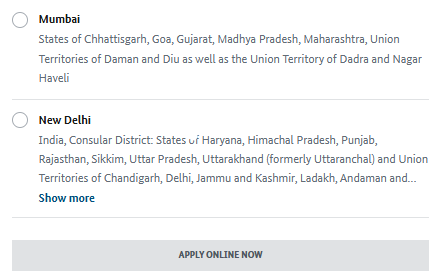 Mumbai
States of Chhattisgarh, Goa, Gujarat, Madhya Pradesh, Maharashtra, Union
Territories of Daman and Diu as well as the Union Territory of Dadra and Nagar
Haveli
New Delhi
India, Consular District: States of Haryana, Himachal Pradesh, Punjab,
Rajasthan, Sikkim, Uttar Pradesh, Uttarakhand (formerly Uttaranchal) and Union
Territories of Chandigarh, Delhi, Jammu and Kashmir, Ladakh, Andaman and...
Show more
APPLY ONLINE NOW